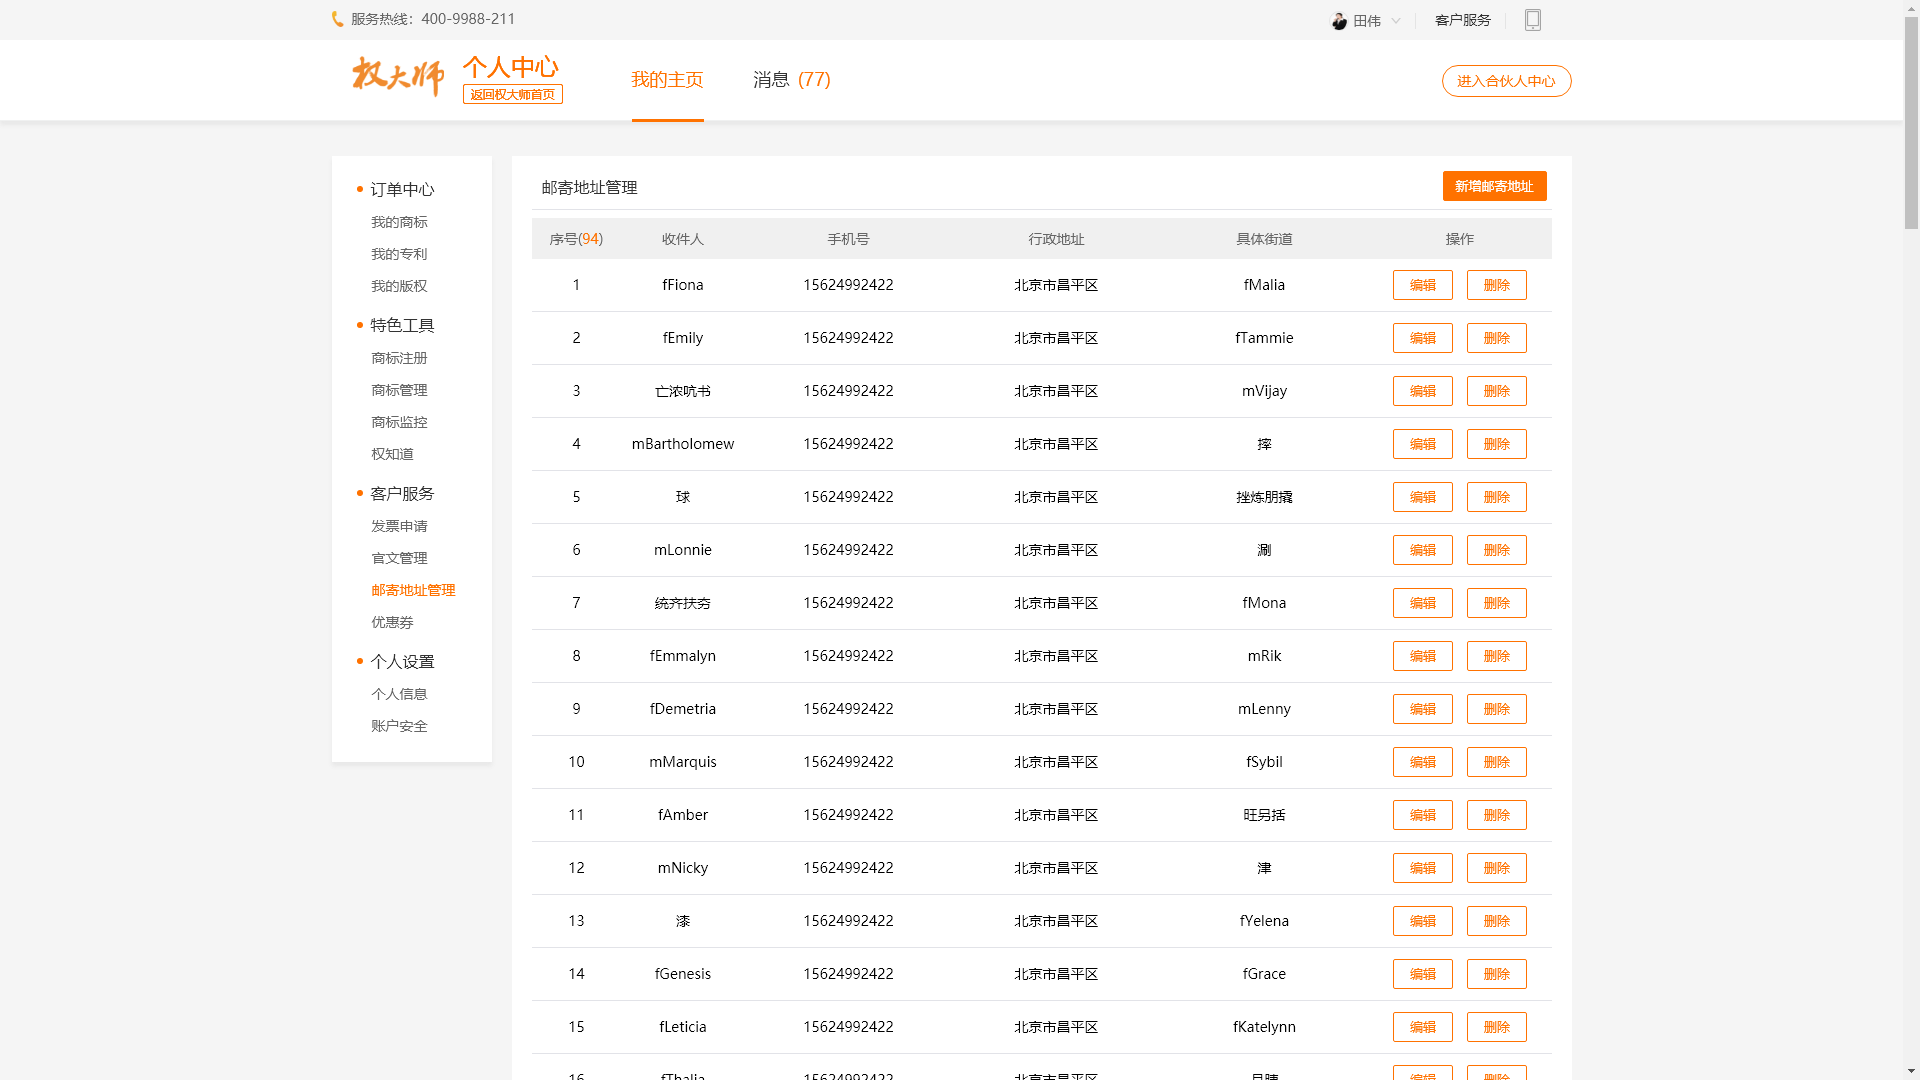 服务热线：400-9988-211
田伟
客户服务
权大师
个人中心
返回权大师首页
我的主页
消息 (77)
进入合伙人中心
订单中心
我的商标
我的专利
我的版权
特色工具
商标注册
商标管理
商标监控
权知道
客户服务
发票申请
官文管理
邮寄地址管理
优惠券
个人设置
个人信息
账户安全
邮寄地址管理
新增邮寄地址
序号(94) 收件人 手机号 行政地址 具体街道 操作
1 fFiona 15624992422 北京市昌平区 fMalia 编辑 删除
2 fEmily 15624992422 北京市昌平区 fTammie 编辑 删除
3 亡浓吭书 15624992422 北京市昌平区 mVijay 编辑 删除
4 mBartholomew 15624992422 北京市昌平区 搾 编辑 删除
5 球 15624992422 北京市昌平区 挫炼朋撬 编辑 删除
6 mLonnie 15624992422 北京市昌平区 涮 编辑 删除
7 统齐扶夯 15624992422 北京市昌平区 fMona 编辑 删除
8 fEmmalyn 15624992422 北京市昌平区 mRik 编辑 删除
9 fDemetria 15624992422 北京市昌平区 mLenny 编辑 删除
10 mMarquis 15624992422 北京市昌平区 fSybil 编辑 删除
11 fAmber 15624992422 北京市昌平区 旺另括 编辑 删除
12 mNicky 15624992422 北京市昌平区 津 编辑 删除
13 漆 15624992422 北京市昌平区 fYelena 编辑 删除
14 fGenesis 15624992422 北京市昌平区 fGrace 编辑 删除
15 fLeticia 15624992422 北京市昌平区 fKatelynn 编辑 删除
16 fThalia 15624992422 北京市昌平区 编辑 删除